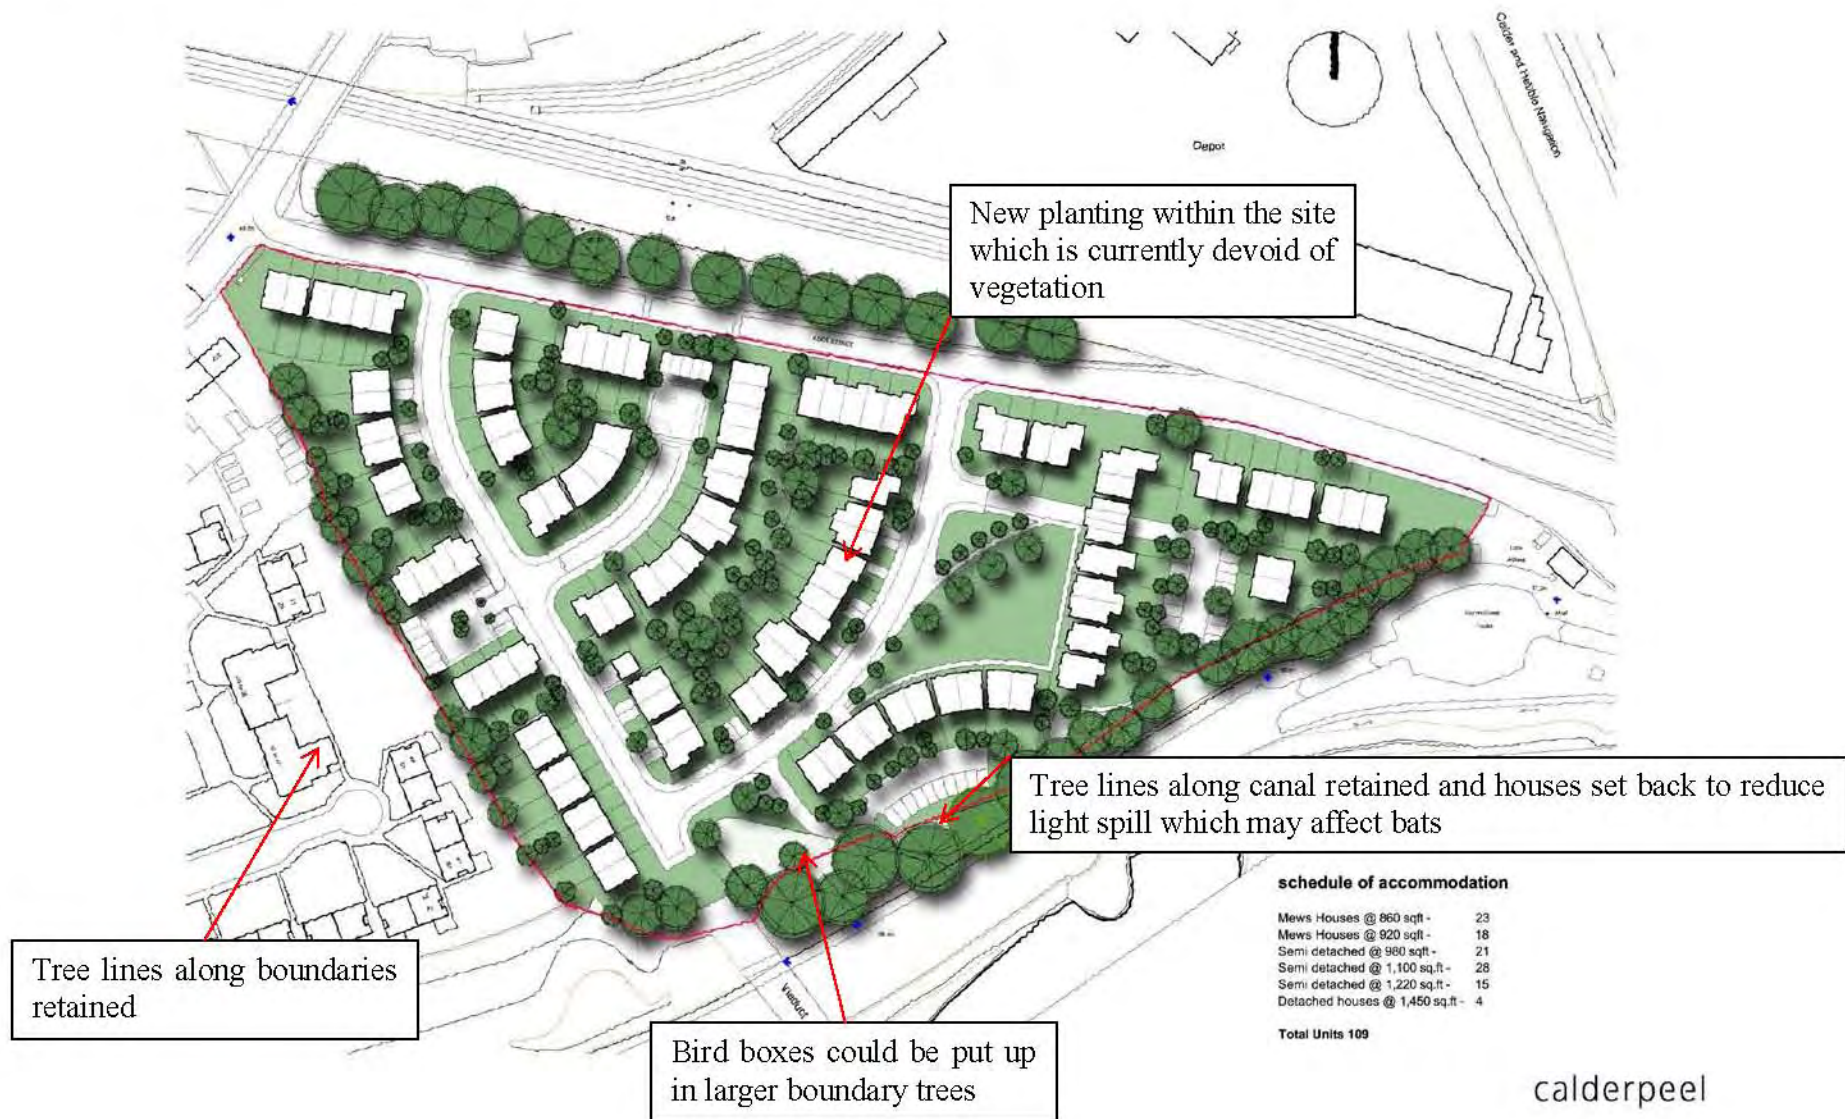 Calder and Hebble Navigation
Depot
New planting within the site
which is currently devoid of
vegetation
Tree lines along canal retained and houses set back to reduce
light spill which may affect bats
Tree lines along boundaries
retained
Viaduct
Bird boxes could be put up
in larger boundary trees
schedule of accommodation
Mews Houses @ 860 sqft - 23
Mews Houses @ 920 sqft - 18
Semi detached @ 980 sqft - 21
Semi detached @ 1,100 sq.ft - 28
Semi detached @ 1,220 sq.ft - 15
Detached houses @ 1,450 sq.ft - 4
Total Units 109
calderpeel